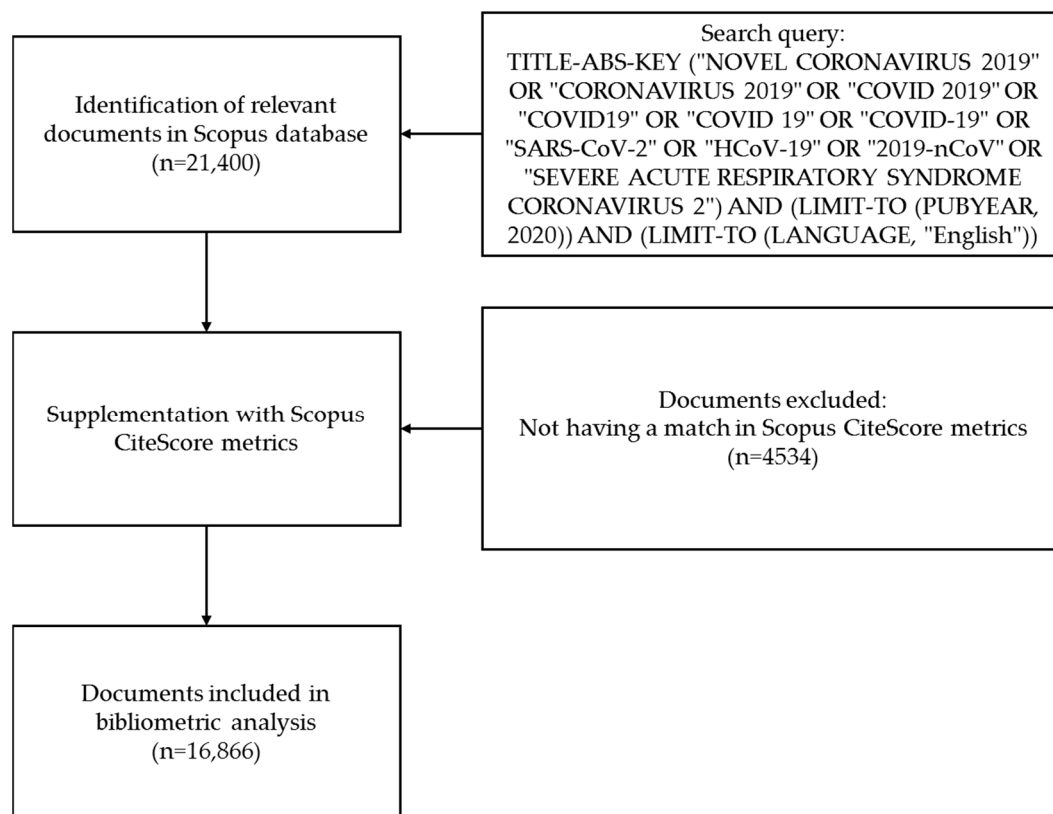 Identification of relevant
documents in Scopus database
(n=21,400)
Search query:
TITLE-ABS-KEY ("NOVEL CORONAVIRUS 2019"
OR "CORONAVIRUS 2019" OR "COVID 2019" OR
"COVID19" OR "COVID 19" OR "COVID-19" OR
"SARS-CoV-2" OR "HCoV-19" OR "2019-nCoV" OR
"SEVERE ACUTE RESPIRATORY SYNDROME
CORONAVIRUS 2") AND (LIMIT-TO (PUBYEAR,
2020)) AND (LIMIT-TO (LANGUAGE, "English"))
Supplementation with Scopus
CiteScore metrics
Documents excluded:
Not having a match in Scopus CiteScore metrics
(n=4534)
Documents included in
bibliometric analysis
(n=16,866)